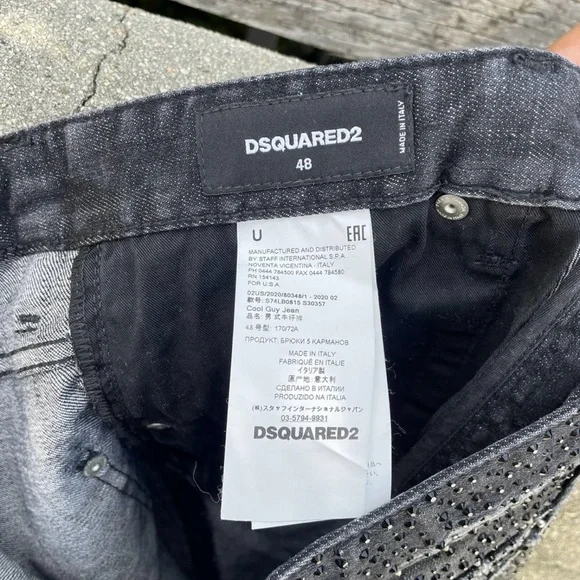 DSQUARED2
48
MADE IN ITALY
U EAC
MANUFACTURED AND DISTRIBUTED
BY STAFF INTERNATIONAL S.P.A.
NOVENTA VICENTINA - ITALY
PH 0444 784500 FAX 0444 784580
RN 154143
FOR U.S.A
02US/2020/80348/1 - 2020 02
款号: S74LB0815 S30357
Cool Guy Jean
品名: 男式牛仔裤
48 号型: 170/72A
ПРОДУКТ: БРЮКИ 5 КАРМАНОВ
MADE IN ITALY
FABRIQUÉ EN ITALIE
イタリア製
原产地: 意大利
СДЕЛАНО В ИТАЛИИ
PRODUZIDO NA ITALIA
(株)スタッフインターナショナルジャパン
03-5794-9931
DSQUARED2